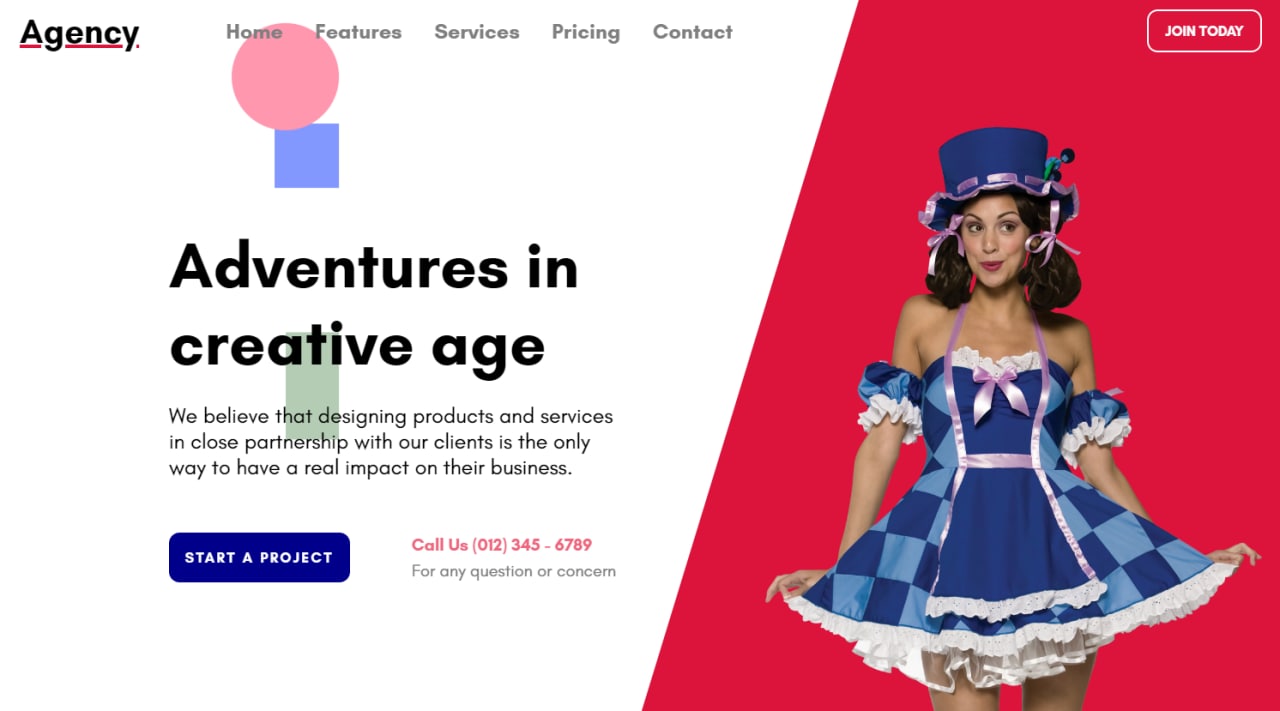 Agency
Home Features Services Pricing Contact
JOIN TODAY
Adventures in
creative age
We believe that designing products and services
in close partnership with our clients is the only
way to have a real impact on their business.
START A PROJECT
Call Us (012) 345 - 6789
For any question or concern